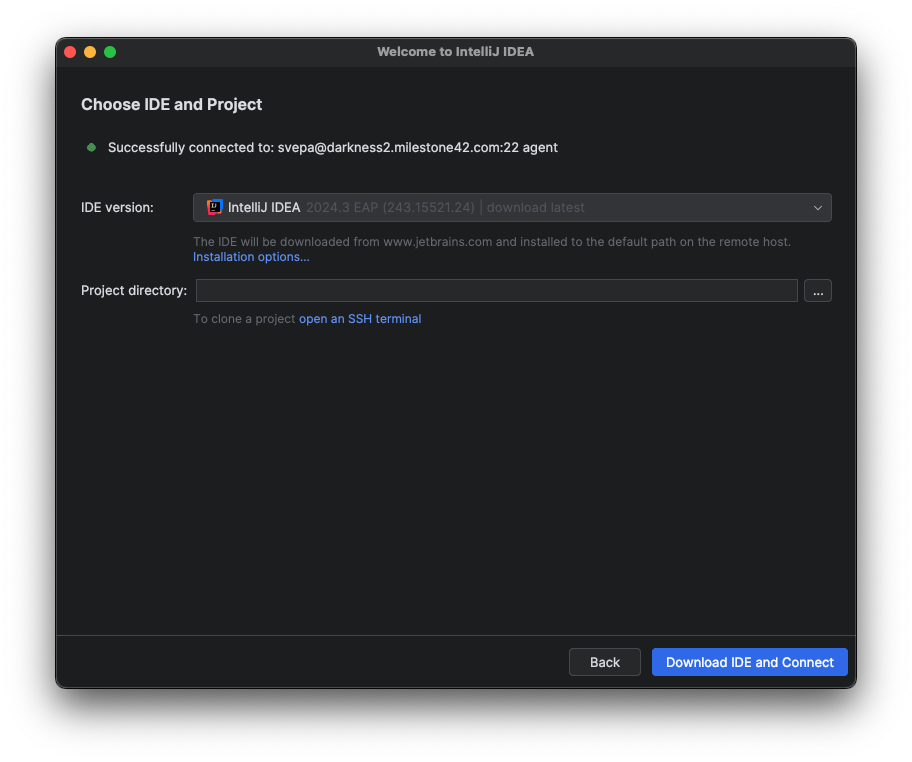 Welcome to IntelliJ IDEA
Choose IDE and Project
Successfully connected to: svepa@darkness2.milestone42.com:22 agent
IDE version: IntelliJ IDEA 2024.3 EAP (243.15521.24) | download latest
The IDE will be downloaded from www.jetbrains.com and installed to the default path on the remote host.
Installation options...
Project directory: ...
To clone a project open an SSH terminal
Back Download IDE and Connect